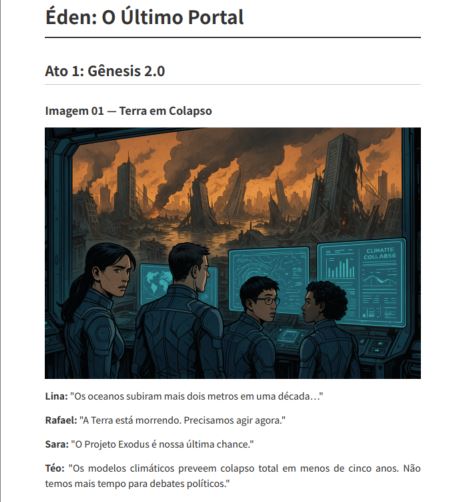 Éden: O Último Portal
Ato 1: Gênesis 2.0
Imagem 01 — Terra em Colapso
CLIMATE
COLLABSE
Lina: "Os oceanos subiram mais dois metros em uma década…"
Rafael: "A Terra está morrendo. Precisamos agir agora."
Sara: "O Projeto Exodus é nossa última chance."
Téo: "Os modelos climáticos preveem colapso total em menos de cinco anos. Não
temos mais tempo para debates políticos."